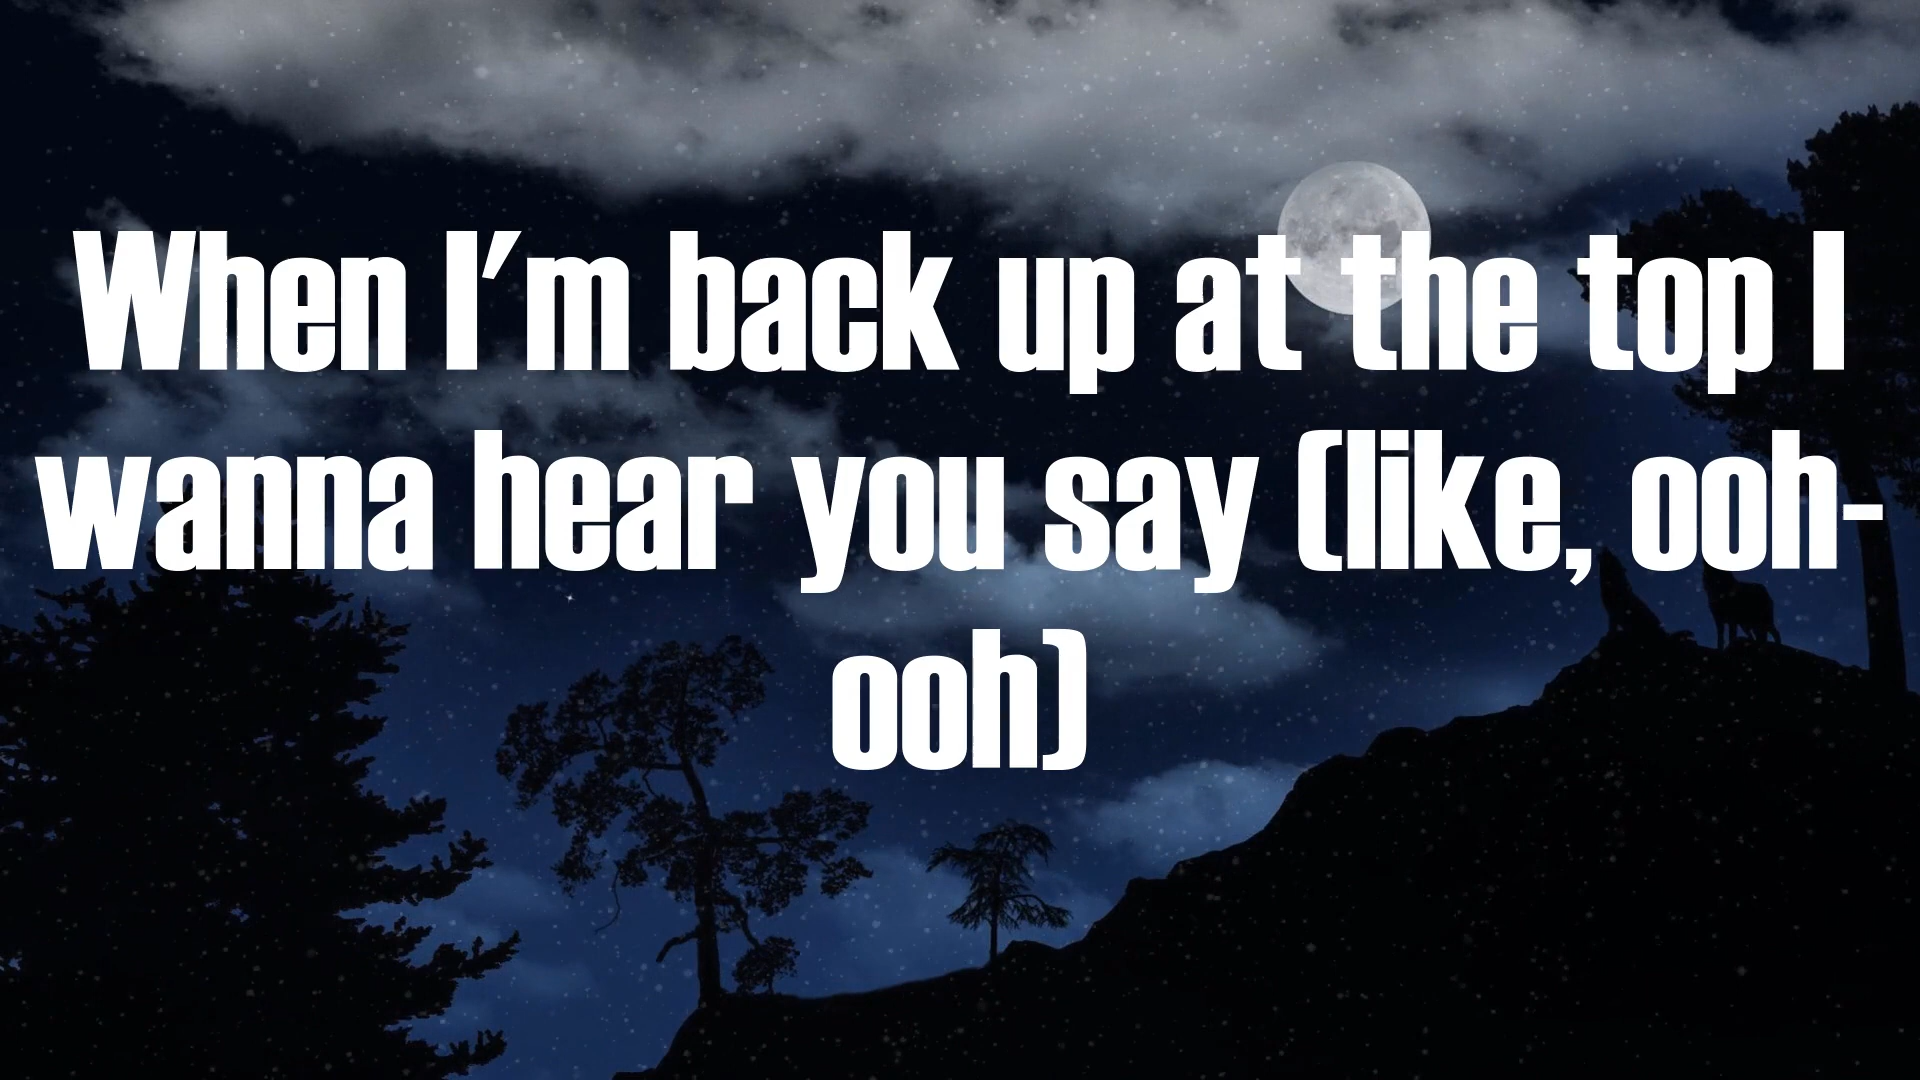 When I'm back up at the top I
wanna hear you say (like, ooh-
ooh)